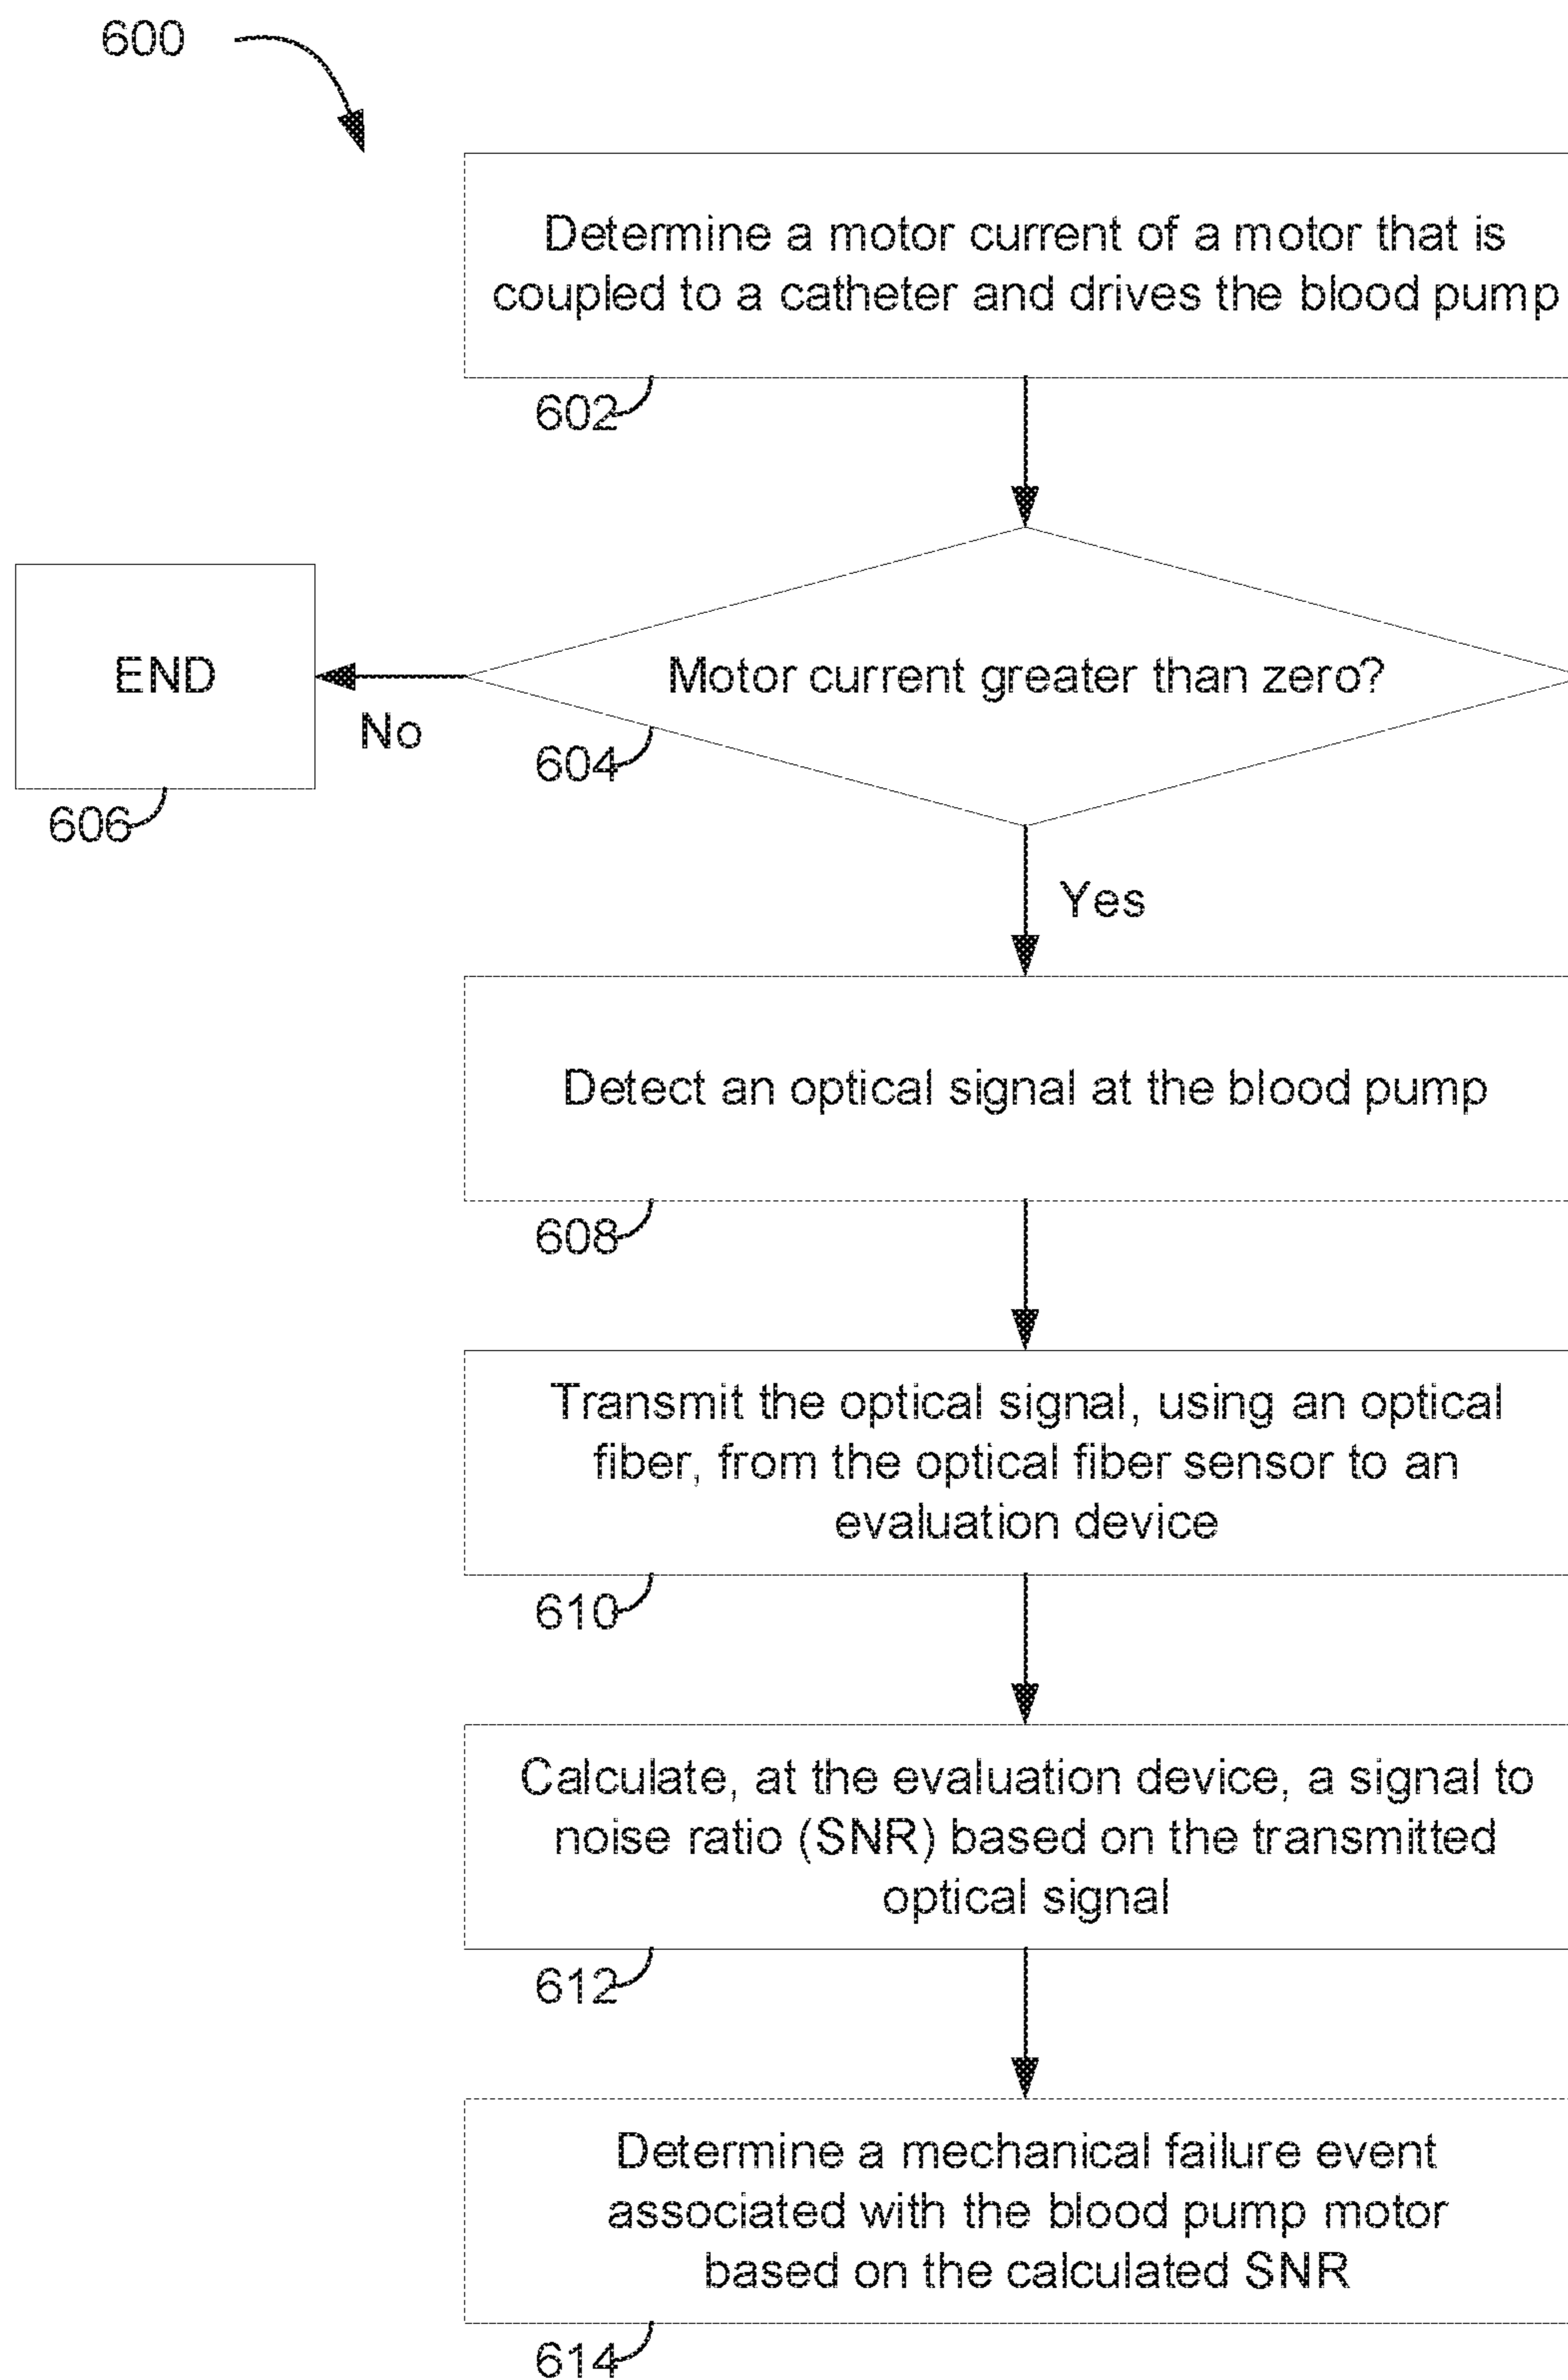 600
Determine a motor current of a motor that is
coupled to a catheter and drives the blood pump
602
Motor current greater than zero?
604
END
No
606
Yes
Detect an optical signal at the blood pump
608
Transmit the optical signal, using an optical
fiber, from the optical fiber sensor to an
evaluation device
610
Calculate, at the evaluation device, a signal to
noise ratio (SNR) based on the transmitted
optical signal
612
Determine a mechanical failure event
associated with the blood pump motor
based on the calculated SNR
614